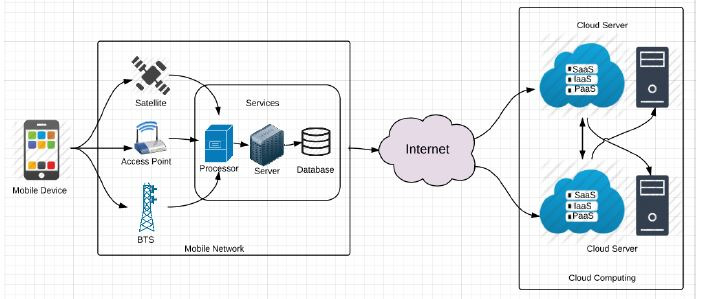 Cloud Server
SaaS
IaaS
PaaS
Satellite
Services
Mobile Device
Access Point
Processor
Server
Database
Internet
BTS
SaaS
IaaS
PaaS
Mobile Network
Cloud Server
Cloud Computing